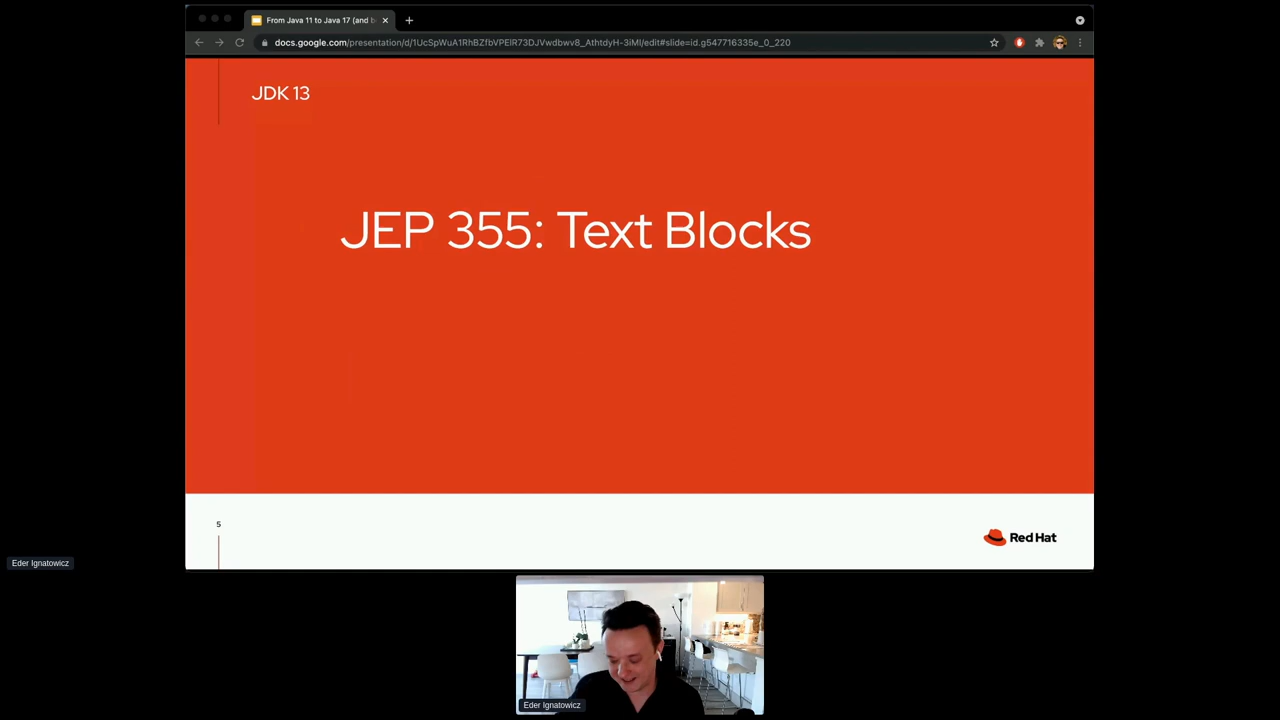 From Java 11 to Java 17 (and b
docs.google.com/presentation/d/1UcSpWuA1RhBZfbVPElR73DJVwdbwv8_AthtdyH-3iMI/edit#slide=id.g547716335e_0_220
JDK 13
JEP 355: Text Blocks
5
Red Hat
Eder Ignatowicz
Eder Ignatowicz